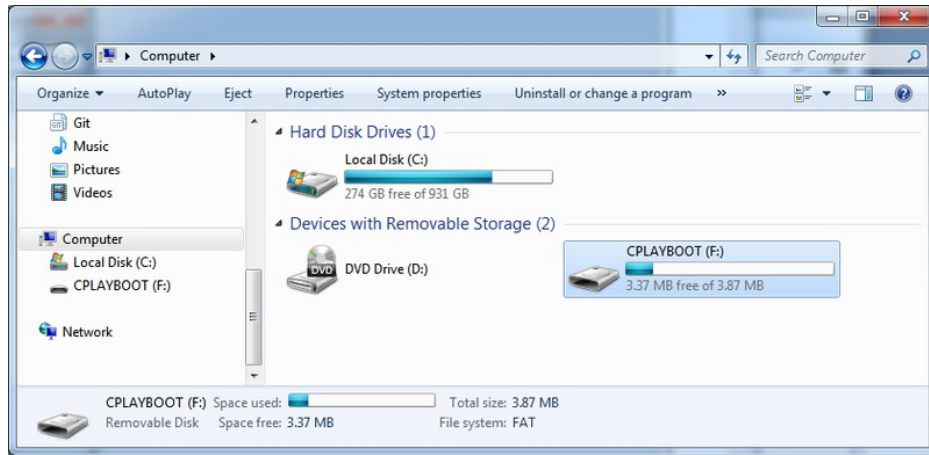 Computer
Search Computer
Organize AutoPlay Eject Properties System properties Uninstall or change a program »
Git
Music
Pictures
Videos
Computer
Local Disk (C:)
CPLAYBOOT (F:)
Network
Hard Disk Drives (1)
Local Disk (C:)
274 GB free of 931 GB
Devices with Removable Storage (2)
DVD
DVD Drive (D:)
CPLAYBOOT (F:)
3.37 MB free of 3.87 MB
CPLAYBOOT (F:) Space used: Total size: 3.87 MB
Removable Disk Space free: 3.37 MB File system: FAT